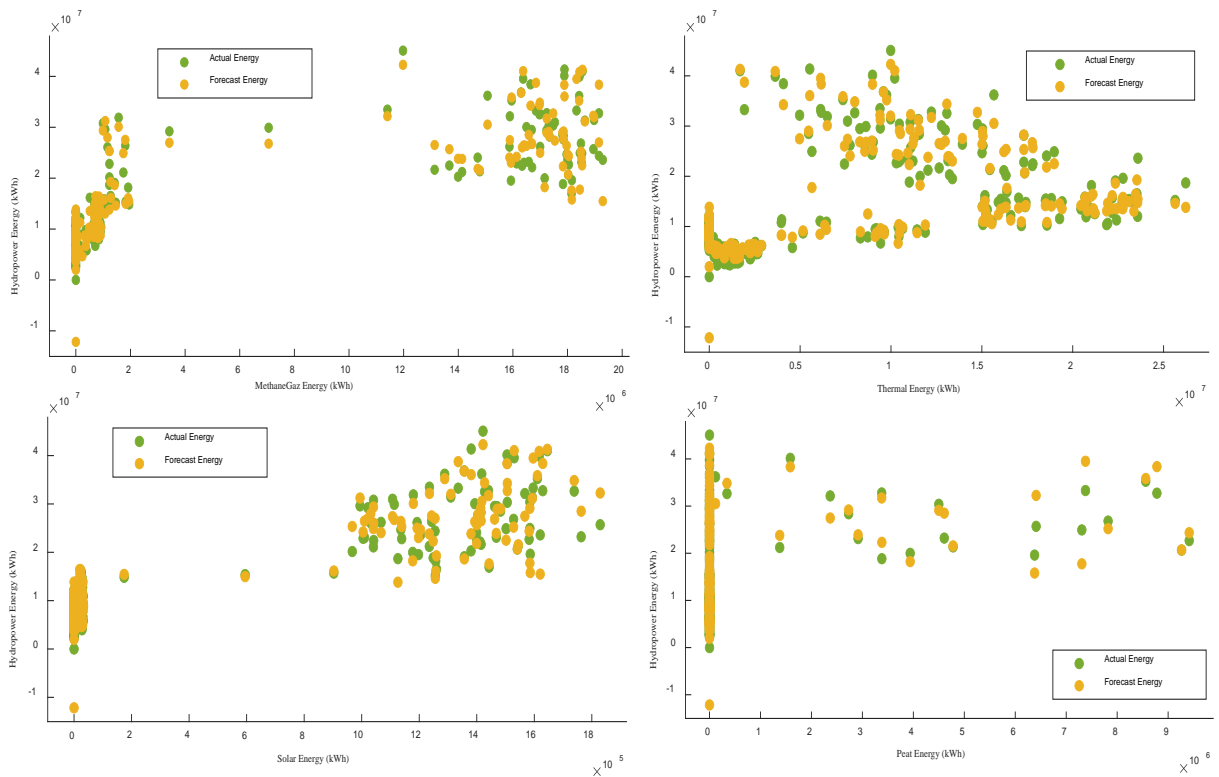 × 10 7
4
3
2
1
0
-1
Hydropower Energy (kWh)
Actual Energy
Forecast Energy
0 2 4 6 8 10 12 14 16 18 20
MethaneGaz Energy (kWh)
× 10 6
× 10 7
4
3
2
1
0
-1
Hydropower Eenergy (kWh)
Actual Energy
Forecast Energy
0 0.5 1 1.5 2 2.5
Thermal Energy (kWh)
× 10 7
× 10 7
4
3
2
1
0
-1
Hydropower Energy (kWh)
Actual Energy
Forecast Energy
0 2 4 6 8 10 12 14 16 18
Solar Energy (kWh)
× 10 5
× 10 7
4
3
2
1
0
-1
Hydropower Energy (kWh)
Actual Energy
Forecast Energy
0 1 2 3 4 5 6 7 8 9
Peat Energy (kWh)
× 10 6